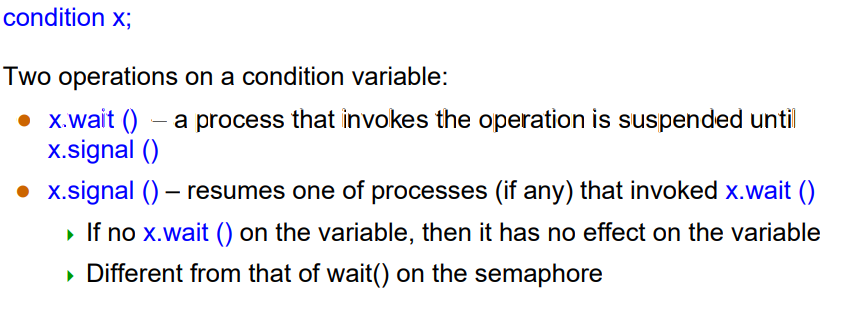 condition x;
Two operations on a condition variable:
x.wait () – a process that invokes the operation is suspended until
x.signal ()
x.signal () – resumes one of processes (if any) that invoked x.wait ()
If no x.wait () on the variable, then it has no effect on the variable
Different from that of wait() on the semaphore